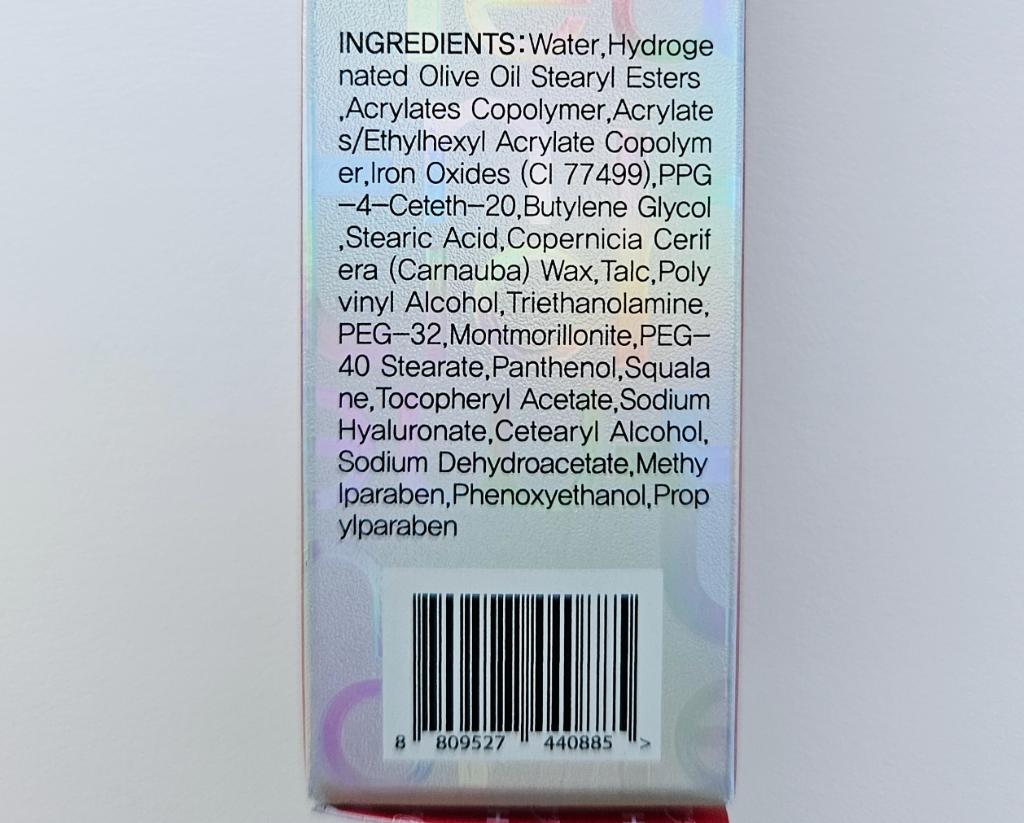 INGREDIENTS:Water,Hydroge
nated Olive Oil Stearyl Esters
,Acrylates Copolymer,Acrylate
s/Ethylhexyl Acrylate Copolym
er,Iron Oxides (CI 77499),PPG
-4-Ceteth-20,Butylene Glycol
,Stearic Acid,Copernicia Cerif
era (Carnauba) Wax,Talc,Poly
vinyl Alcohol,Triethanolamine,
PEG-32,Montmorillonite,PEG-
40 Stearate,Panthenol,Squala
ne,Tocopheryl Acetate,Sodium
Hyaluronate,Cetearyl Alcohol,
Sodium Dehydroacetate,Methy
lparaben,Phenoxyethanol,Prop
ylparaben
8 809527 440885 >